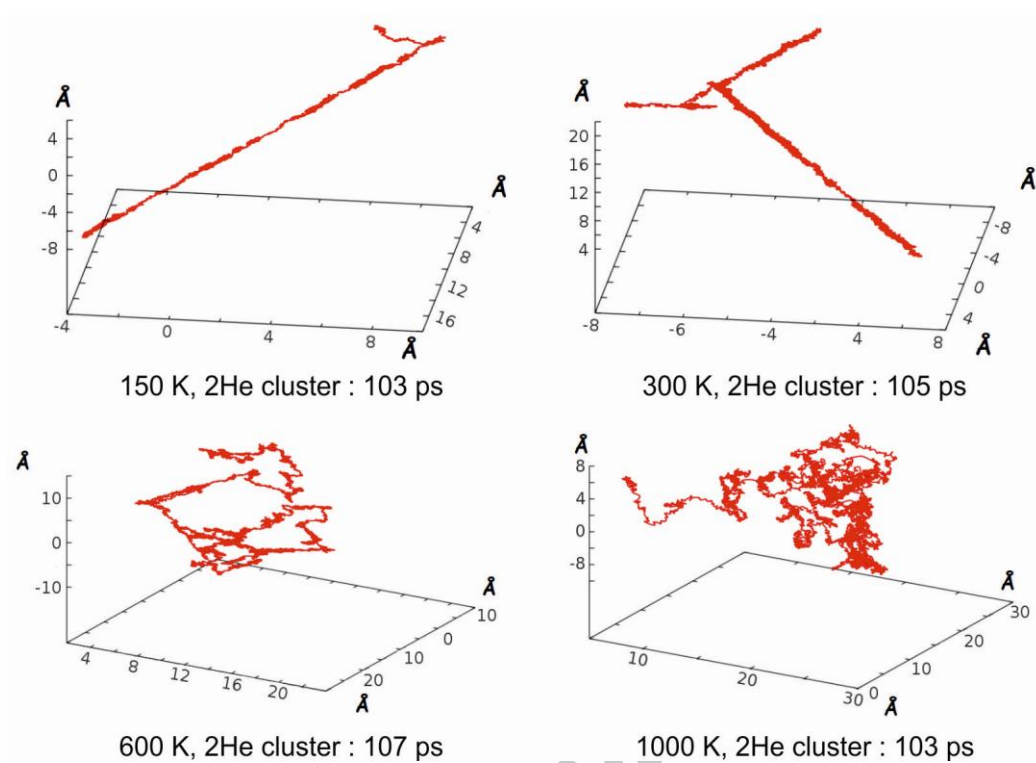 Å
4
0
-4
-8
Å
4
8
12
16
-4 0 4 8
Å
150 K, 2He cluster : 103 ps
Å
20
16
12
8
4
Å
-8
-4
0
4
-8 -6 -4 8
Å
300 K, 2He cluster : 105 ps
Å
10
0
-10
Å
10
0
10
20
4 8 12 16 20
Å
600 K, 2He cluster : 107 ps
Å
8
4
0
-8
Å
30
20
10
0
10 20 30
Å
1000 K, 2He cluster : 103 ps